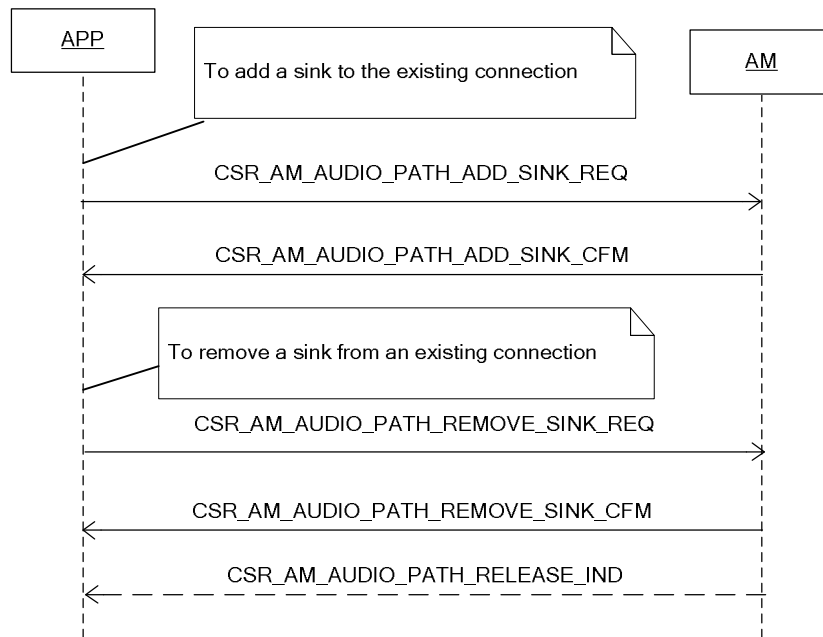 APP
To add a sink to the existing connection
AM
CSR_AM_AUDIO_PATH_ADD_SINK_REQ
CSR_AM_AUDIO_PATH_ADD_SINK_CFM
To remove a sink from an existing connection
CSR_AM_AUDIO_PATH_REMOVE_SINK_REQ
CSR_AM_AUDIO_PATH_REMOVE_SINK_CFM
CSR_AM_AUDIO_PATH_RELEASE_IND